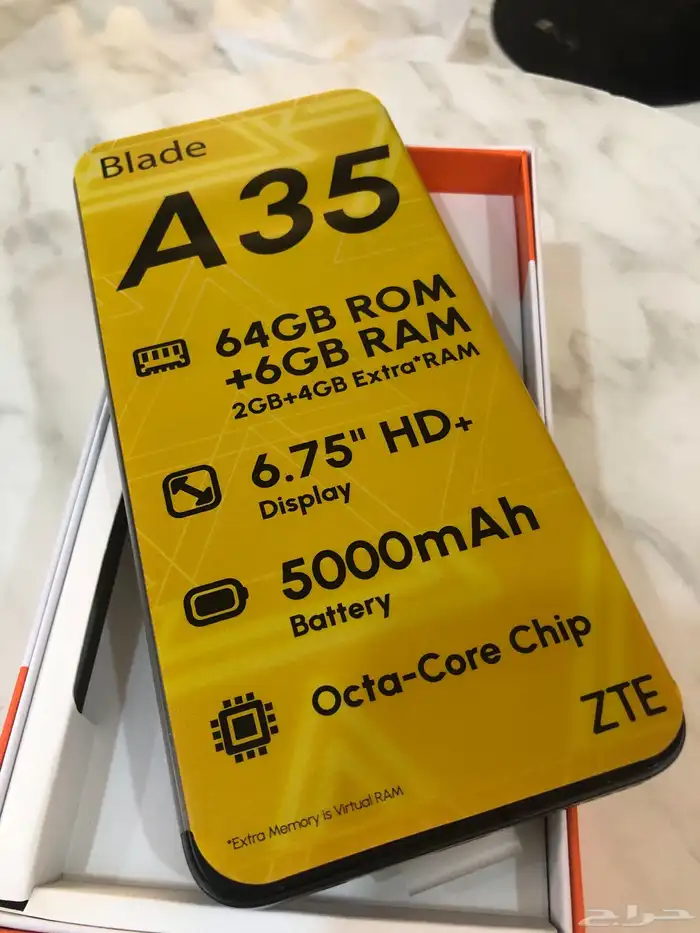 Blade
A35
64GB ROM
+6GB RAM
2GB+4GB Extra*RAM
6.75" HD+
Display
5000mAh
Battery
Octa-Core Chip
ZTE
*Extra Memory is Virtual RAM
حراج